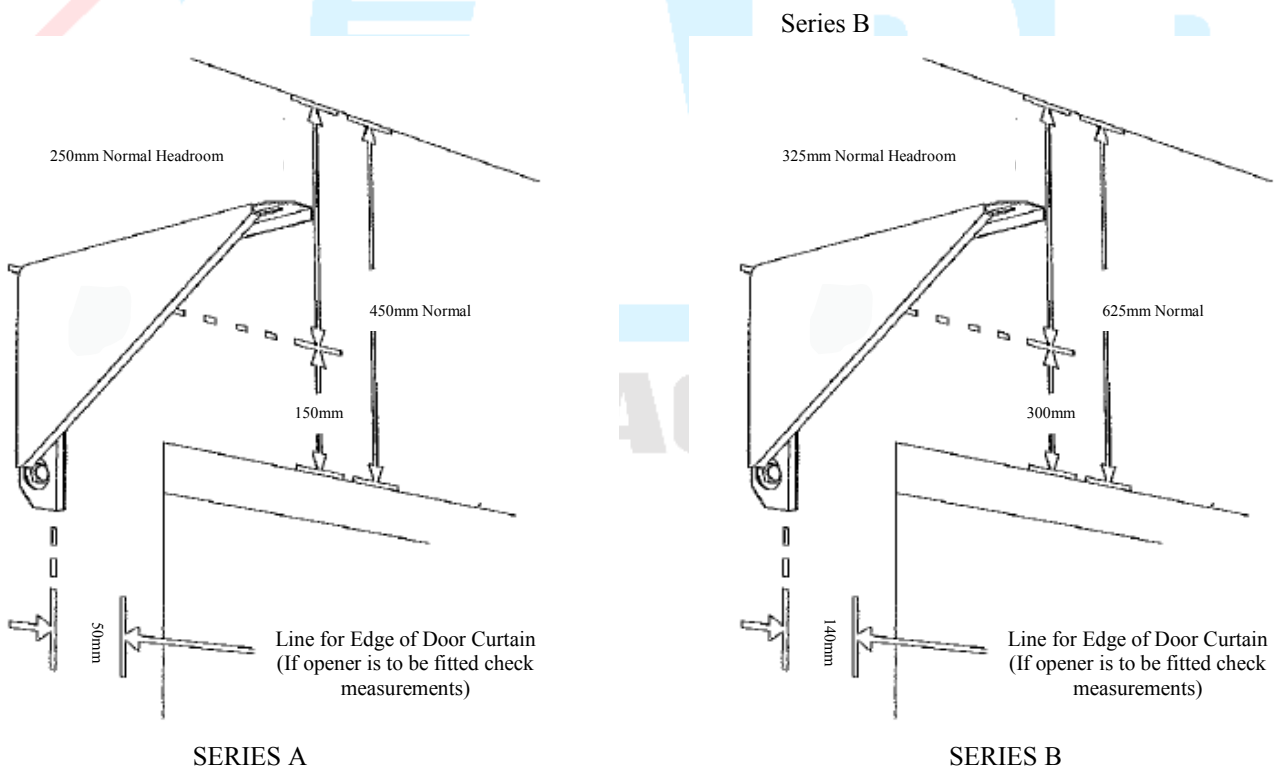 Series B
250mm Normal Headroom
450mm Normal
150mm
50mm
Line for Edge of Door Curtain
(If opener is to be fitted check
measurements)
SERIES A
325mm Normal Headroom
625mm Normal
300mm
140mm
Line for Edge of Door Curtain
(If opener is to be fitted check
measurements)
SERIES B